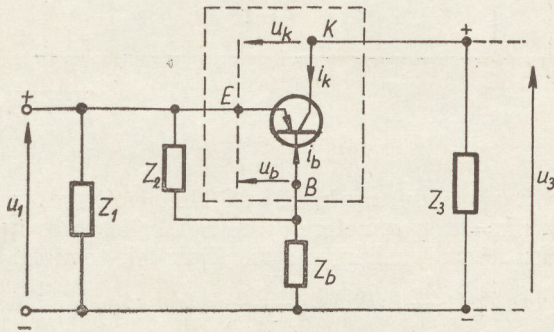 u_k K +
i_k
+ E
u_1 Z_1 Z_2 u_b i_b B Z_3 u_3
Z_b
− −